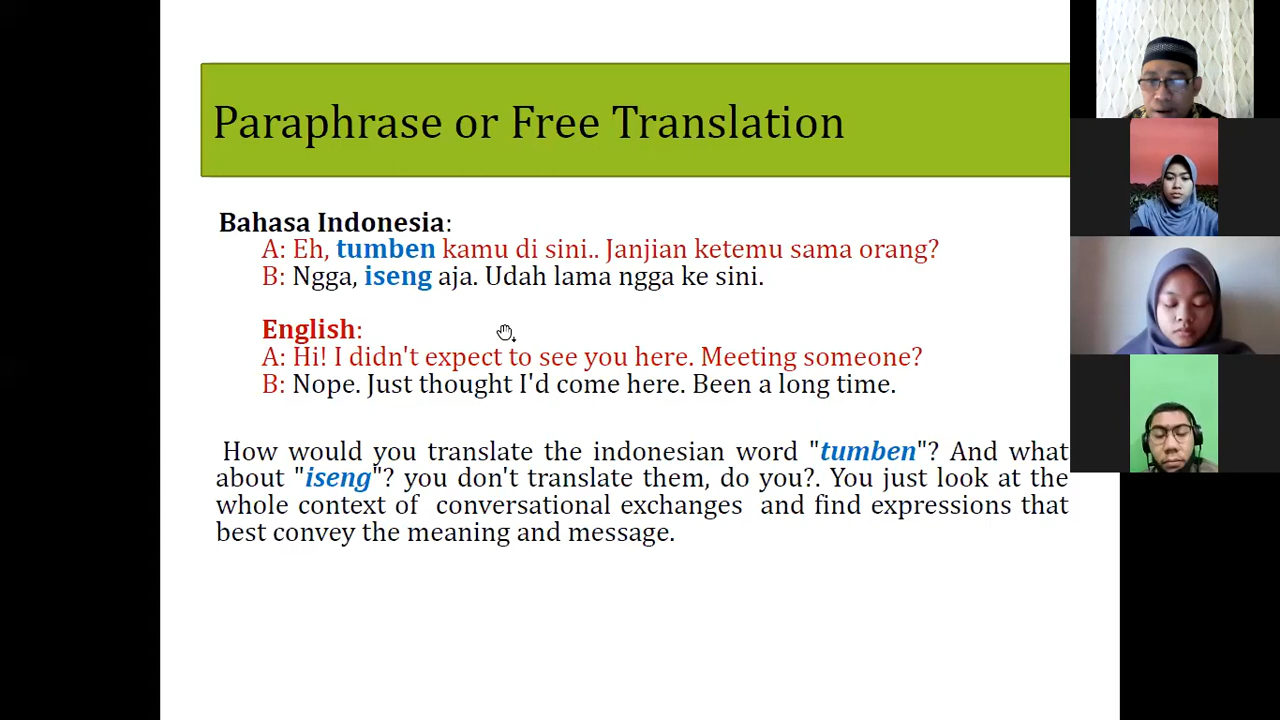 Paraphrase or Free Translation
Bahasa Indonesia:
A: Eh, tumben kamu di sini.. Janjian ketemu sama orang?
B: Ngga, iseng aja. Udah lama ngga ke sini.
English:
A: Hi! I didn't expect to see you here. Meeting someone?
B: Nope. Just thought I'd come here. Been a long time.
How would you translate the indonesian word "tumben"? And what
about "iseng"? you don't translate them, do you?. You just look at the
whole context of conversational exchanges and find expressions that
best convey the meaning and message.